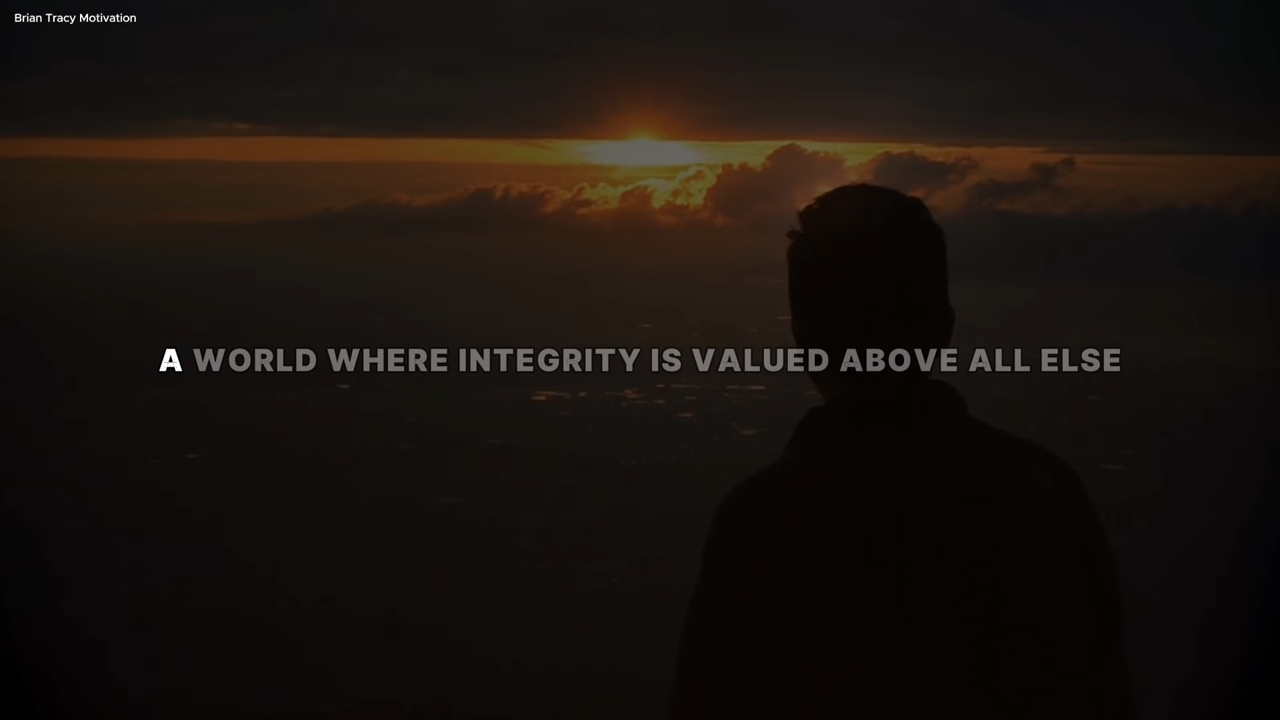 Brian Tracy Motivation
A WORLD WHERE INTEGRITY IS VALUED ABOVE ALL ELSE